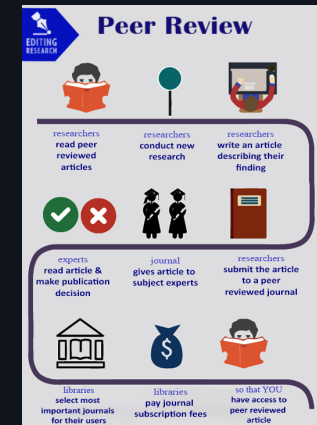 EDITING
RESEARCH
Peer Review
researchers
read peer
reviewed
articles
researchers
conduct new
research
researchers
write an article
describing their
finding
researchers
submit the article
to a peer
reviewed journal
journal
gives article to
subject experts
experts
read article &
make publication
decision
libraries
select most
important journals
for their users
libraries
pay journal
subscription fees
so that YOU
have access to
peer reviewed
article